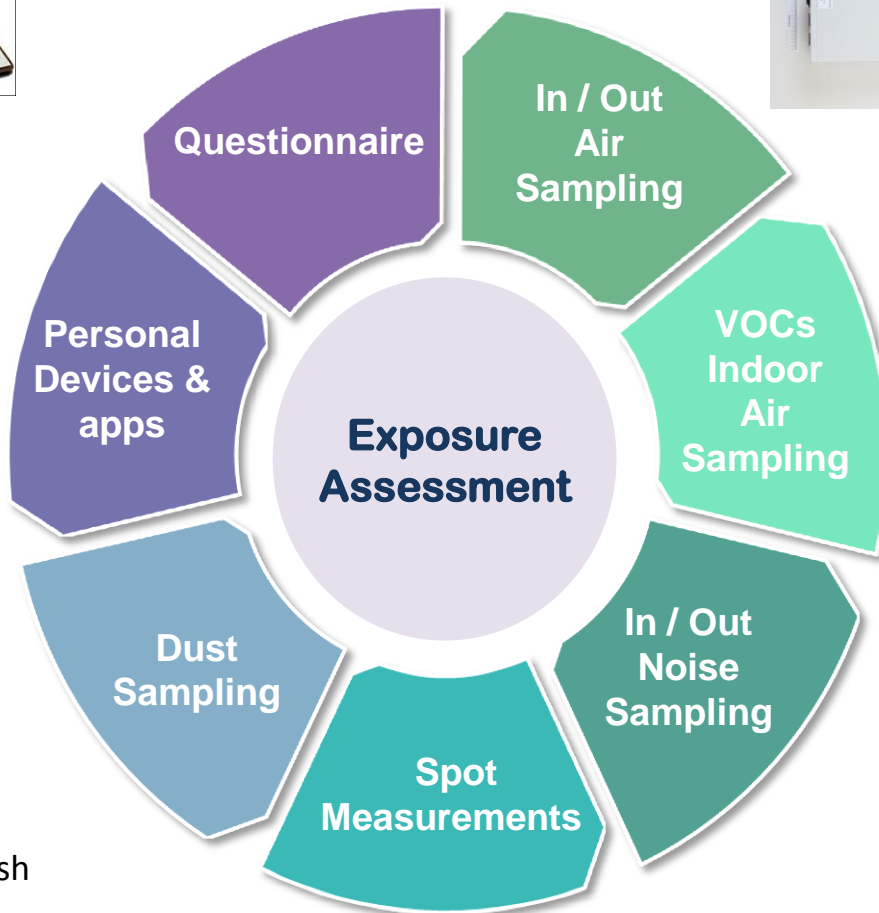 Questionnaire
In / Out
Air
Sampling
VOCs
Indoor
Air
Sampling
In / Out
Noise
Sampling
Spot
Measurements
Dust
Sampling
Personal
Devices &
apps
Exposure
Assessment
sh